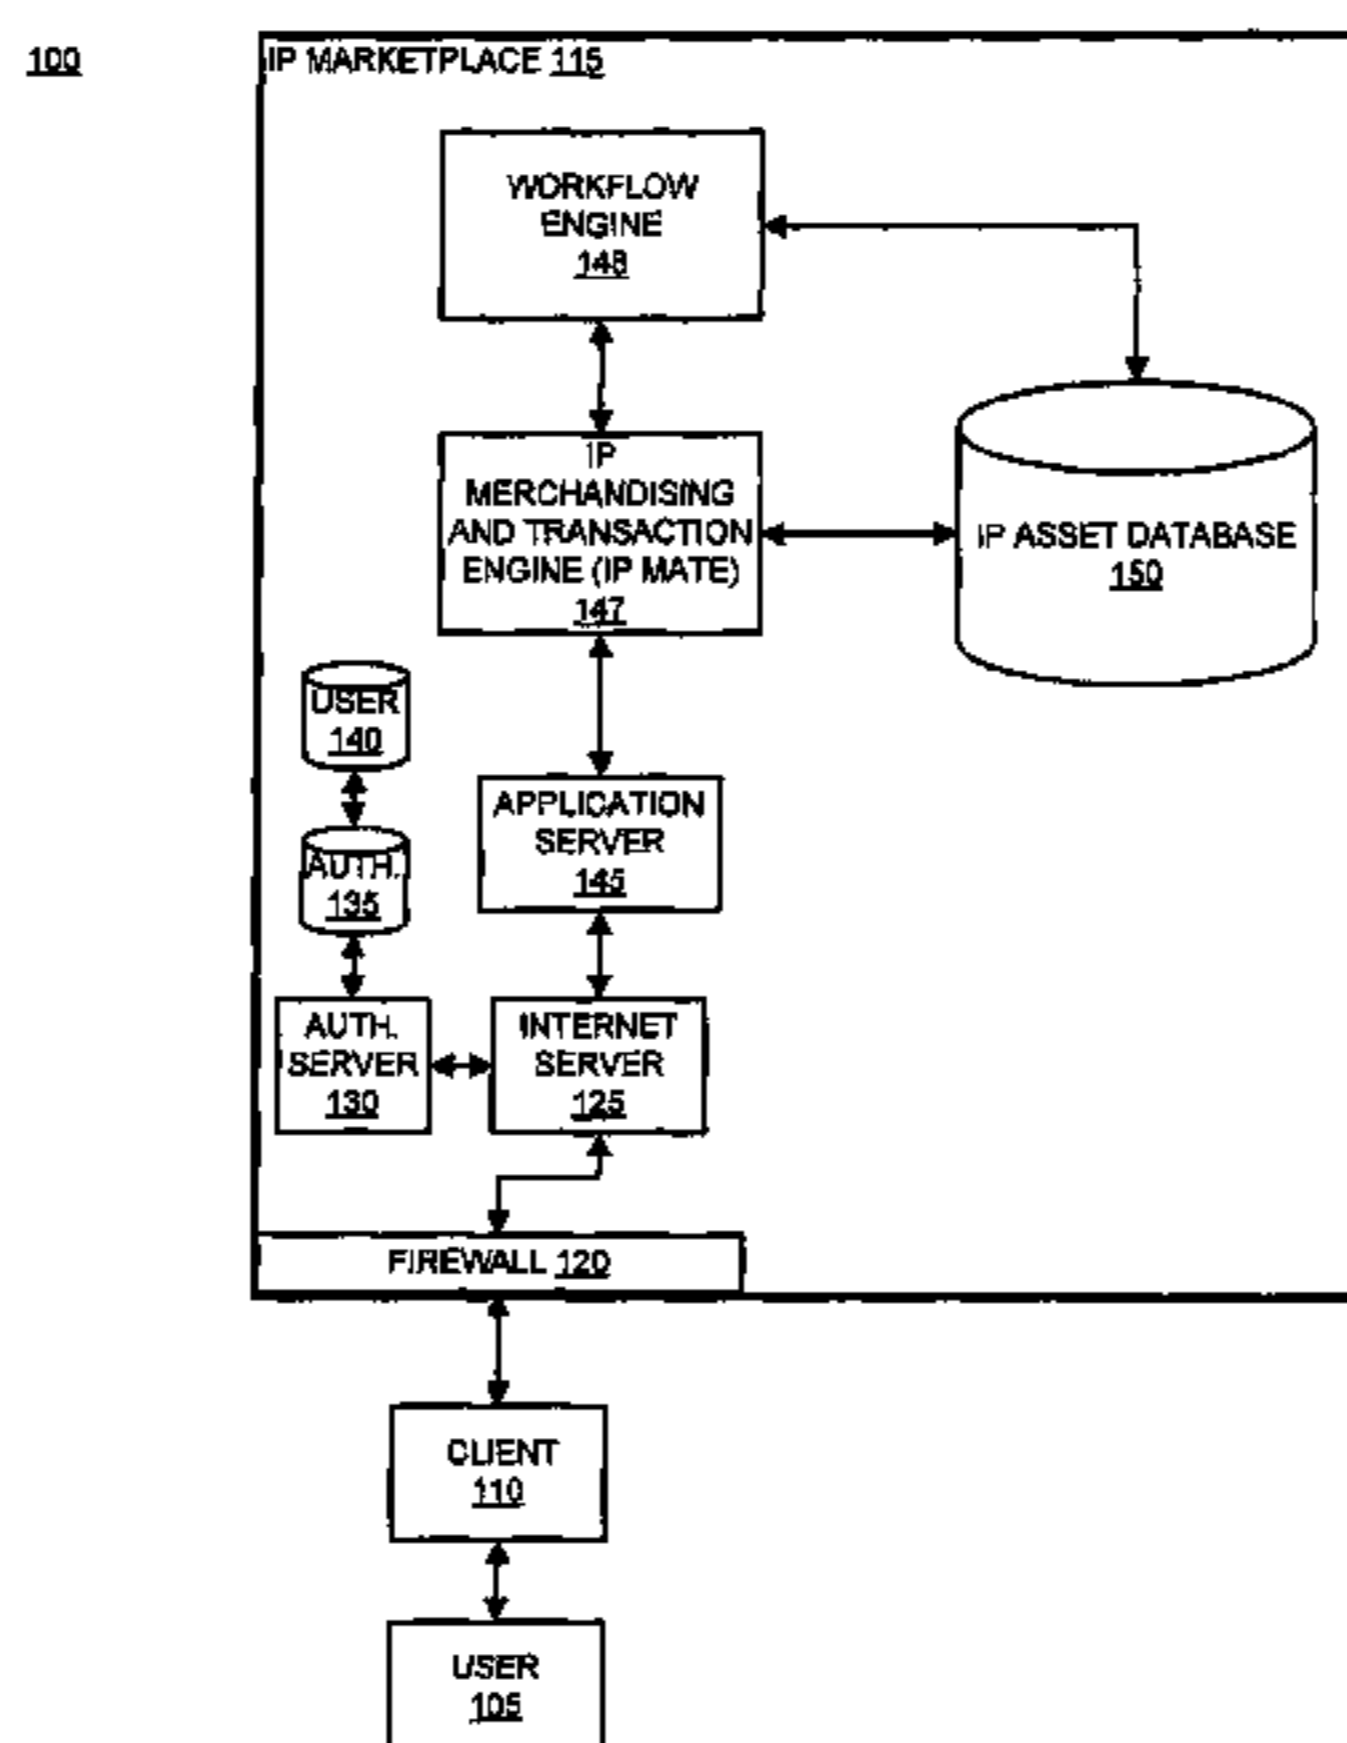 100
IP MARKETPLACE 115
WORKFLOW
ENGINE
148
IP
MERCHANDISING
AND TRANSACTION
ENGINE (IP MATE)
147
IP ASSET DATABASE
150
USER
140
AUTH.
135
APPLICATION
SERVER
145
AUTH.
SERVER
130
INTERNET
SERVER
125
FIREWALL 120
CLIENT
110
USER
105